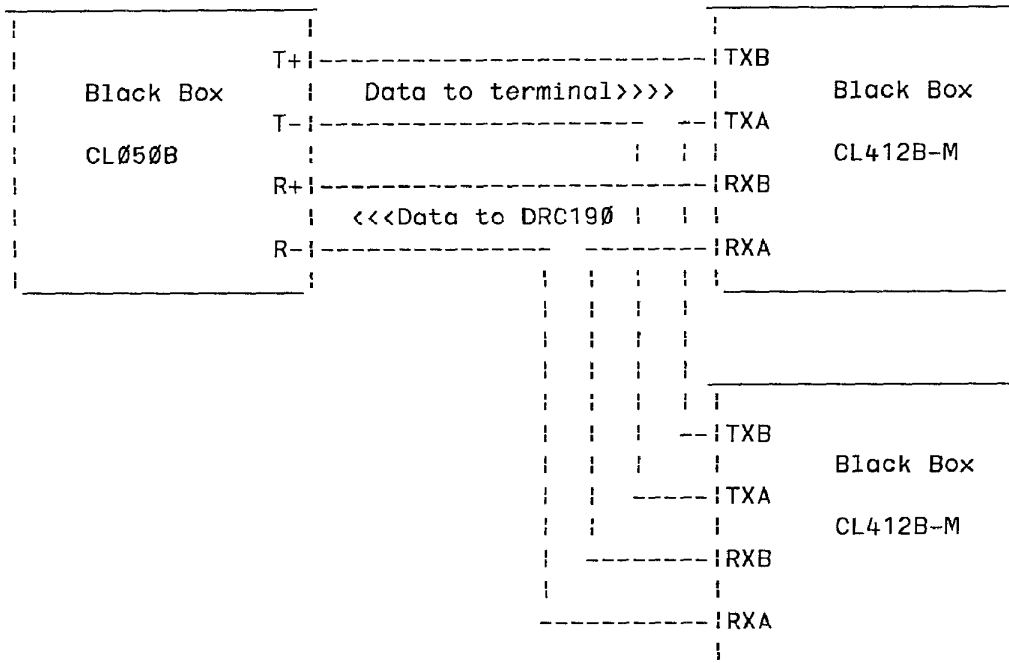 T+ TXB
Black Box Data to terminal>>>> Black Box
T- TXA
CLØ5ØB CL412B-M
R+ RXB
<<<Data to DRC19Ø
R- RXA
TXB
Black Box
TXA
CL412B-M
RXB
RXA